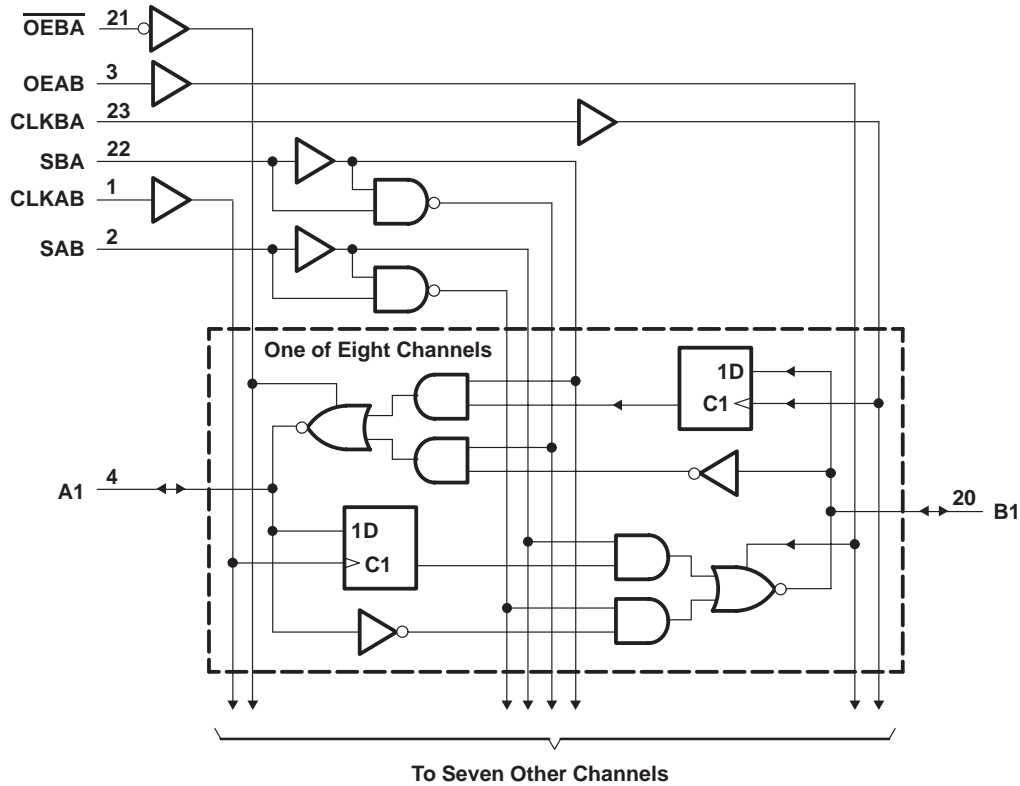 OEBA 21
OEAB 3
CLKBA 23
SBA 22
CLKAB 1
SAB 2
One of Eight Channels
1D
C1
A1 4
20 B1
1D
C1
To Seven Other Channels